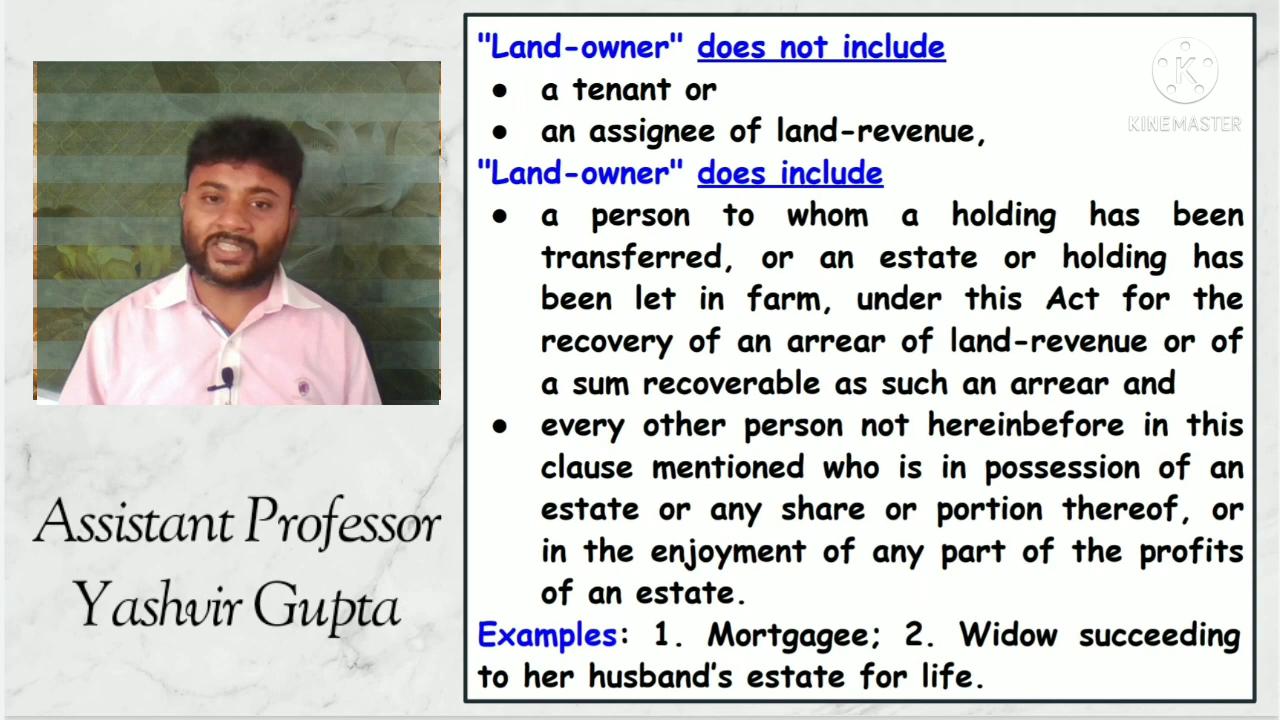 "Land-owner" does not include
● a tenant or
● an assignee of land-revenue,
"Land-owner" does include
● a person to whom a holding has been
transferred, or an estate or holding has
been let in farm, under this Act for the
recovery of an arrear of land-revenue or of
a sum recoverable as such an arrear and
● every other person not hereinbefore in this
clause mentioned who is in possession of an
estate or any share or portion thereof, or
in the enjoyment of any part of the profits
of an estate.
Examples: 1. Mortgagee; 2. Widow succeeding
to her husband's estate for life.
K
KINEMASTER
Assistant Professor
Yashvir Gupta